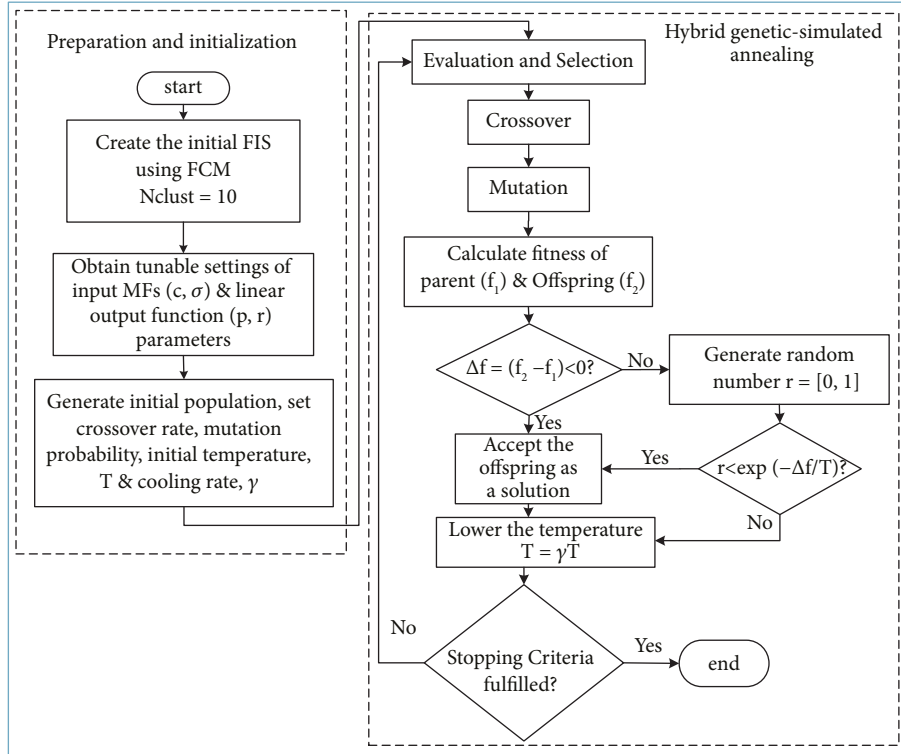 Preparation and initialization
start
Create the initial FIS
using FCM
Nclust = 10
Obtain tunable settings of
input MFs (c, σ) & linear
output function (p, r)
parameters
Generate initial population, set
crossover rate, mutation
probability, initial temperature,
T & cooling rate, γ
Hybrid genetic-simulated
annealing
Evaluation and Selection
Crossover
Mutation
Calculate fitness of
parent (f₁) & Offspring (f₂)
Δf = (f₂ –f₁)<0?
No
Generate random
number r = [0, 1]
Yes
Accept the
offspring as
a solution
Yes
r<exp (–Δf/T)?
No
Lower the temperature
T = γT
No
Stopping Criteria
fulfilled?
Yes
end